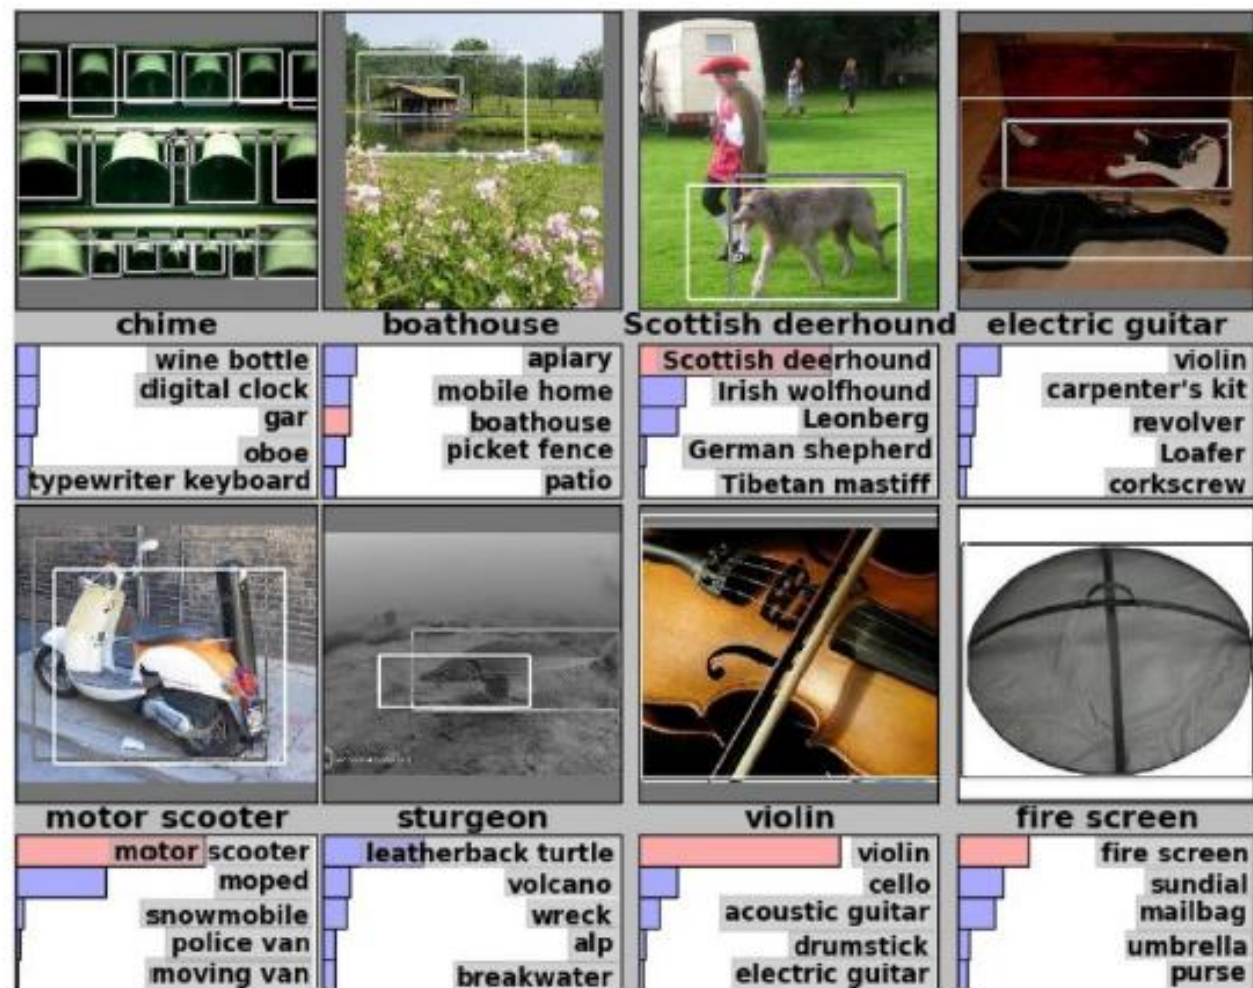 chime
boathouse
Scottish deerhound
electric guitar
wine bottle
digital clock
gar
oboe
typewriter keyboard
apiary
mobile home
boathouse
picket fence
patio
Scottish deerhound
Irish wolfhound
Leonberg
German shepherd
Tibetan mastiff
violin
carpenter's kit
revolver
Loafer
corkscrew
motor scooter
sturgeon
violin
fire screen
motor scooter
moped
snowmobile
police van
moving van
leatherback turtle
volcano
wreck
alp
breakwater
violin
cello
acoustic guitar
drumstick
electric guitar
fire screen
sundial
mailbag
umbrella
purse